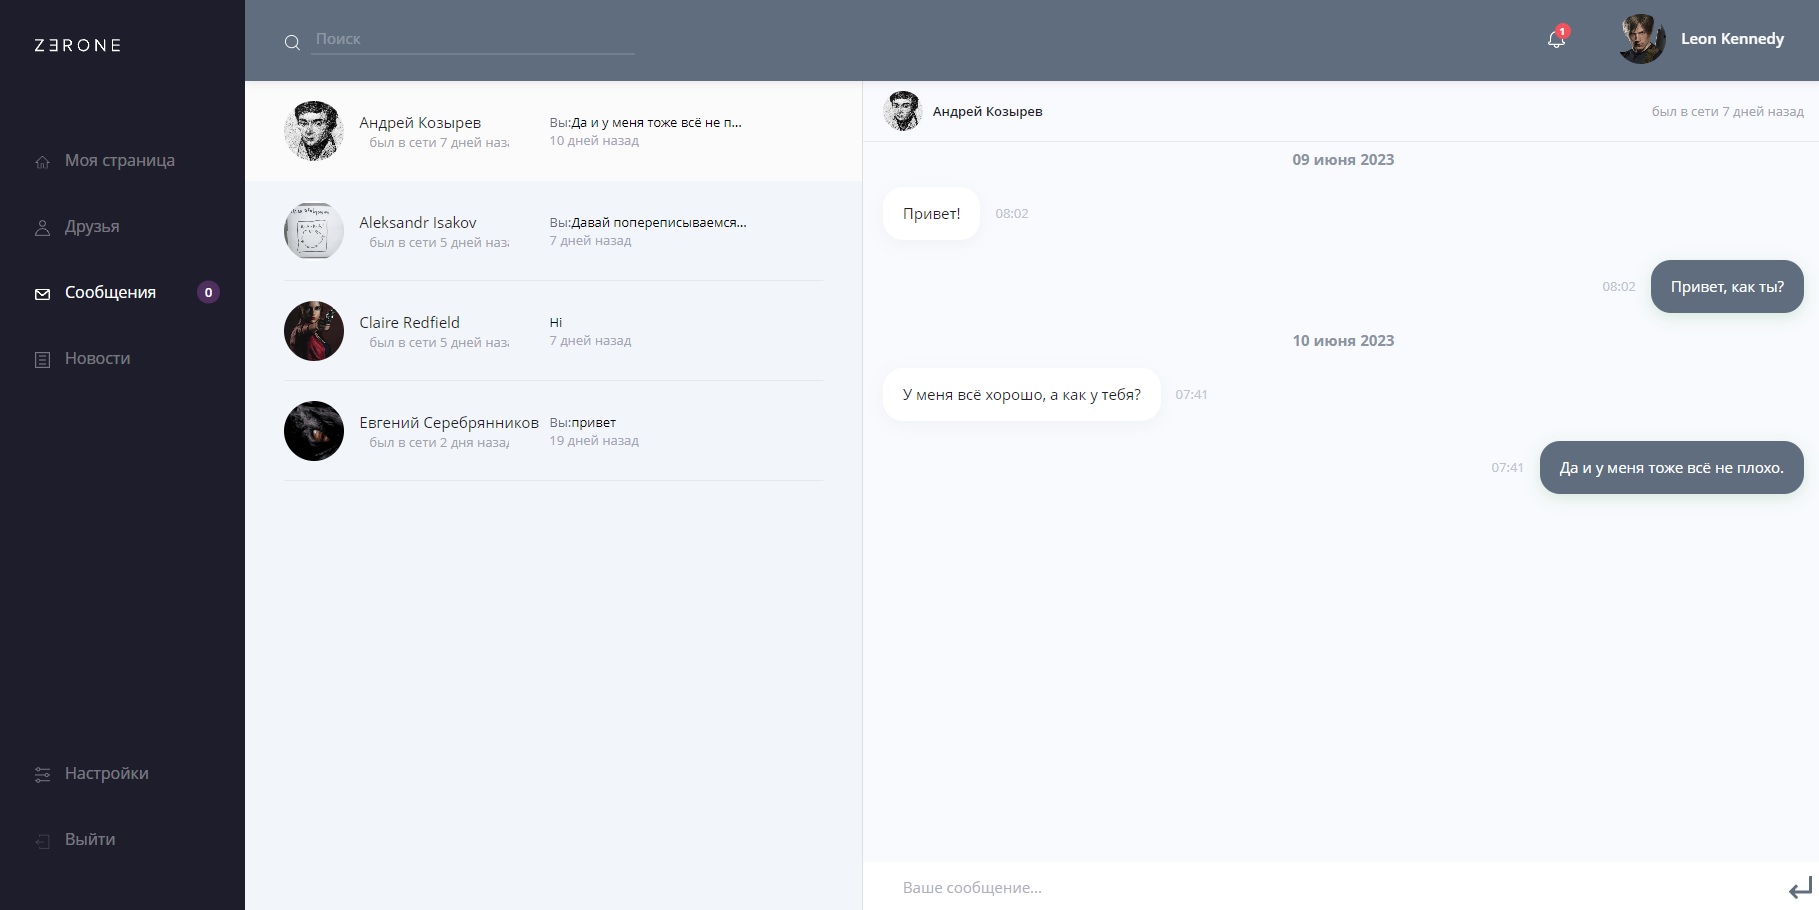 ZƎRONE
Поиск
1
Leon Kennedy
Моя страница
Друзья
Сообщения 0
Новости
Настройки
Выйти
Андрей Козырев
был в сети 7 дней наза
Вы:Да и у меня тоже всё не п...
10 дней назад
Aleksandr Isakov
был в сети 5 дней наза
Вы:Давай попереписываемся...
7 дней назад
Claire Redfield
был в сети 5 дней наза
Hi
7 дней назад
Евгений Серебрянников
был в сети 2 дня назад
Вы:привет
19 дней назад
Андрей Козырев
был в сети 7 дней назад
09 июня 2023
Привет! 08:02
08:02 Привет, как ты?
10 июня 2023
У меня всё хорошо, а как у тебя? 07:41
07:41 Да и у меня тоже всё не плохо.
Ваше сообщение...